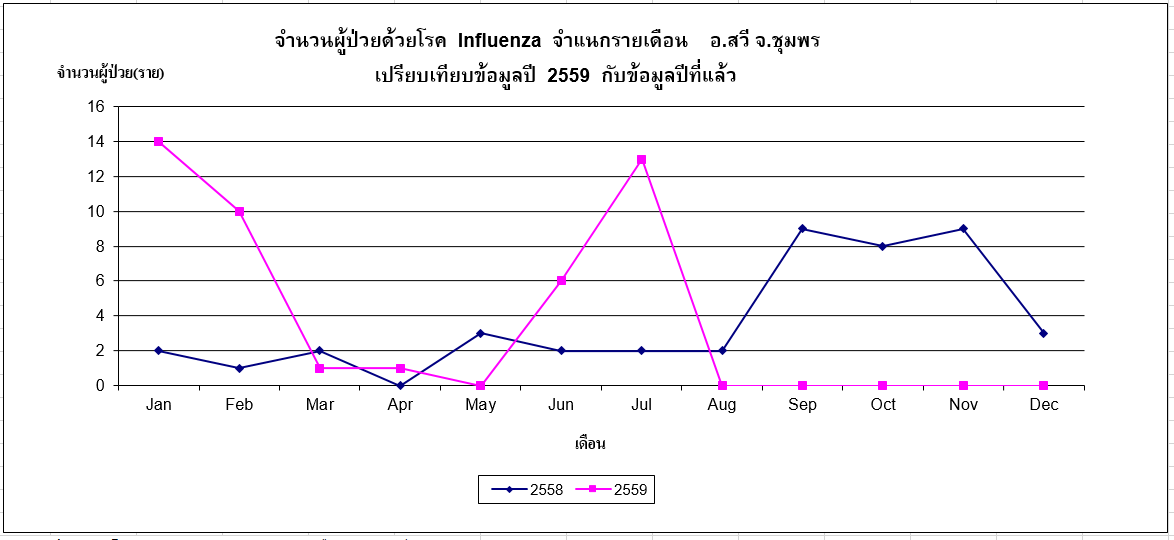 จำนวนผู้ป่วยด้วยโรค Influenza จำแนกรายเดือน อ.สวี จ.ชุมพร
เปรียบเทียบข้อมูลปี 2559 กับข้อมูลปีที่แล้ว
จำนวนผู้ป่วย(ราย)
16
14
12
10
8
6
4
2
0
Jan Feb Mar Apr May Jun Jul Aug Sep Oct Nov Dec
เดือน
2558 2559